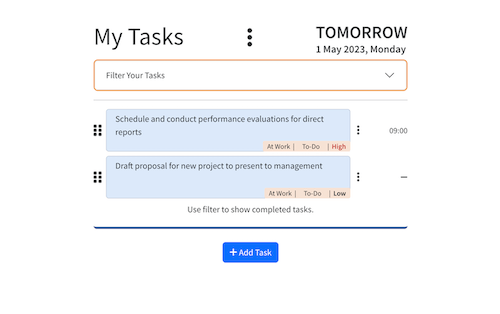 My Tasks
TOMORROW
1 May 2023, Monday
Filter Your Tasks
Schedule and conduct performance evaluations for direct
reports
At Work | To-Do | High
09:00
Draft proposal for new project to present to management
At Work | To-Do | Low
–
Use filter to show completed tasks.
+ Add Task